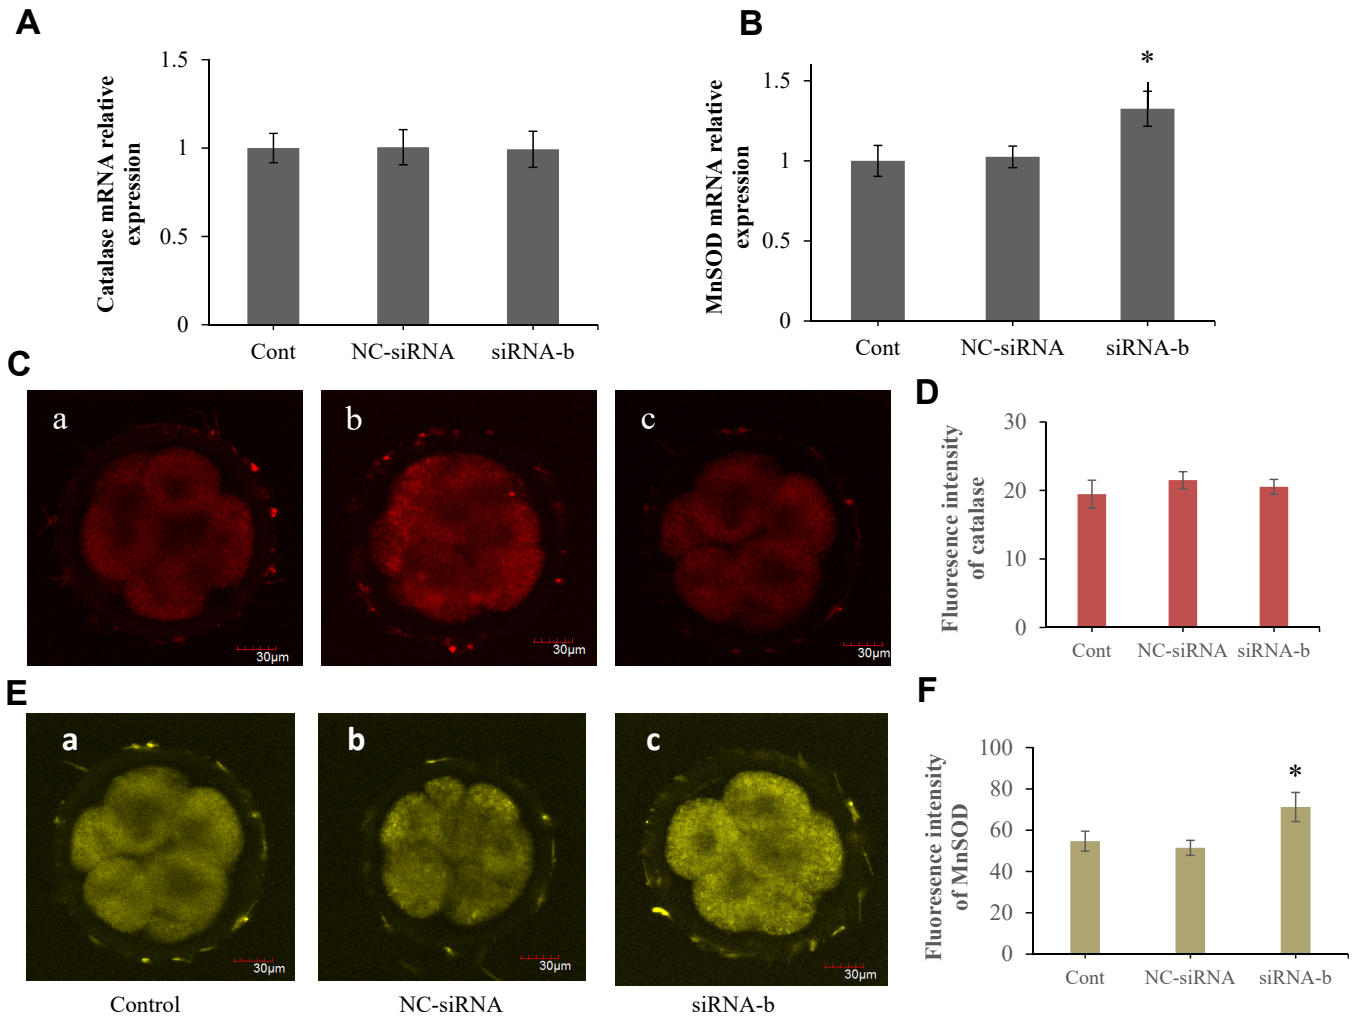 A
Catalase mRNA relative
expression
1.5
1
0.5
0
Cont NC-siRNA siRNA-b
B
MnSOD mRNA relative
expression
1.5
1
0.5
0
*
Cont NC-siRNA siRNA-b
C
a
30µm
b
30µm
c
30µm
D
Fluoresence intensity
of catalase
30
20
10
0
Cont NC-siRNA siRNA-b
E
a
30µm
b
30µm
c
30µm
Control NC-siRNA siRNA-b
F
Fluoresence intensity
of MnSOD
100
80
60
40
20
0
*
Cont NC-siRNA siRNA-b